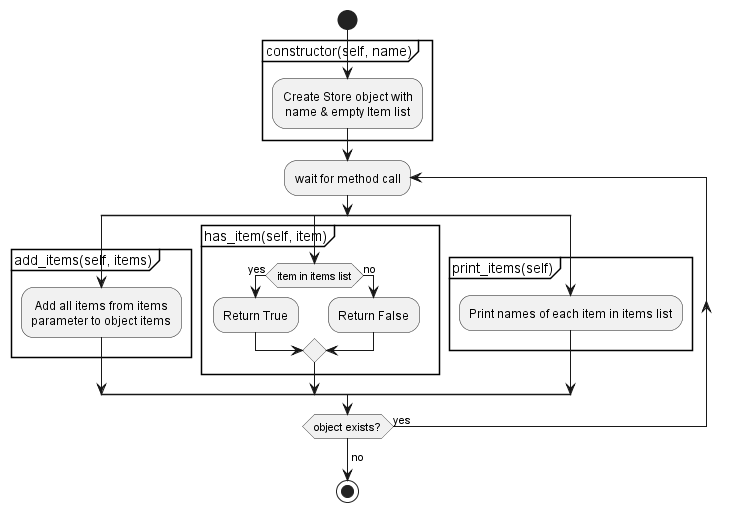 constructor(self, name)
Create Store object with
name & empty Item list
wait for method call
add_items(self, items)
Add all items from items
parameter to object items
has_item(self, item)
yes
item in items list
no
Return True
Return False
print_items(self)
Print names of each item in items list
object exists?
yes
no